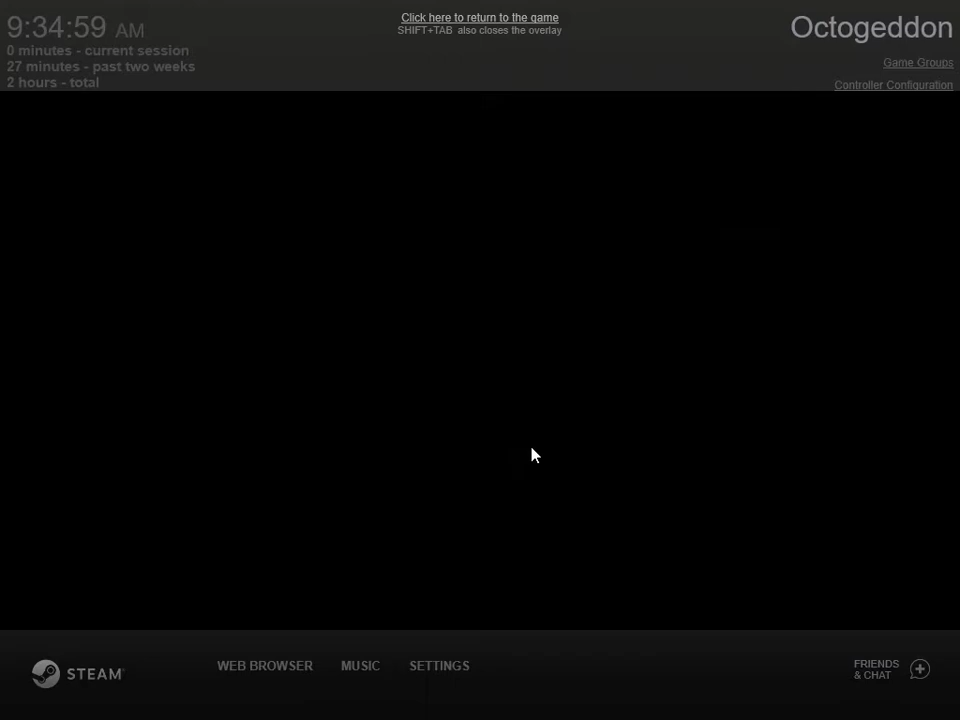 9:34:59 AM
0 minutes - current session
27 minutes - past two weeks
2 hours - total
Click here to return to the game
SHIFT+TAB also closes the overlay
Octogeddon
Game Groups
Controller Configuration
STEAM
WEB BROWSER
MUSIC
SETTINGS
FRIENDS
& CHAT